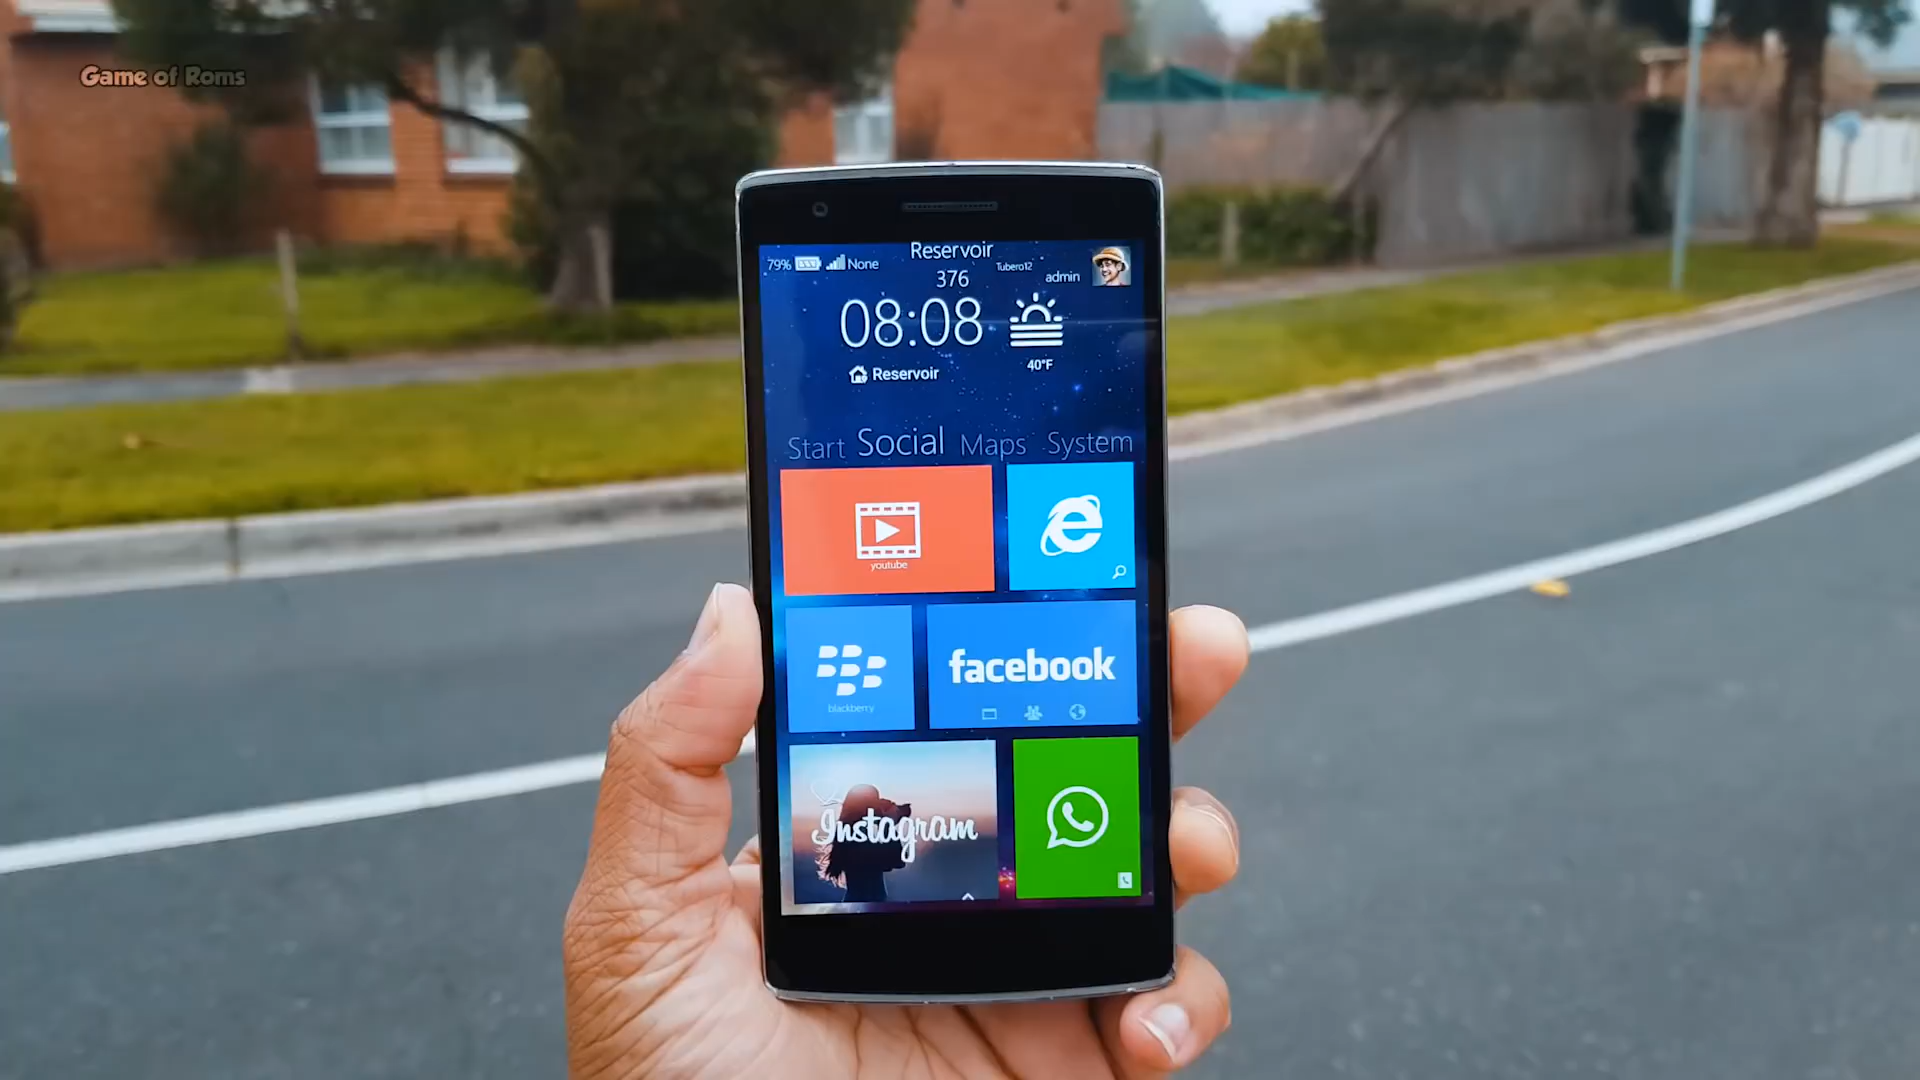 Game of Roms
79% None
Reservoir
376
Tubero12
admin
08:08
40°F
Reservoir
Start Social Maps System
youtube
blackberry
facebook
Instagram